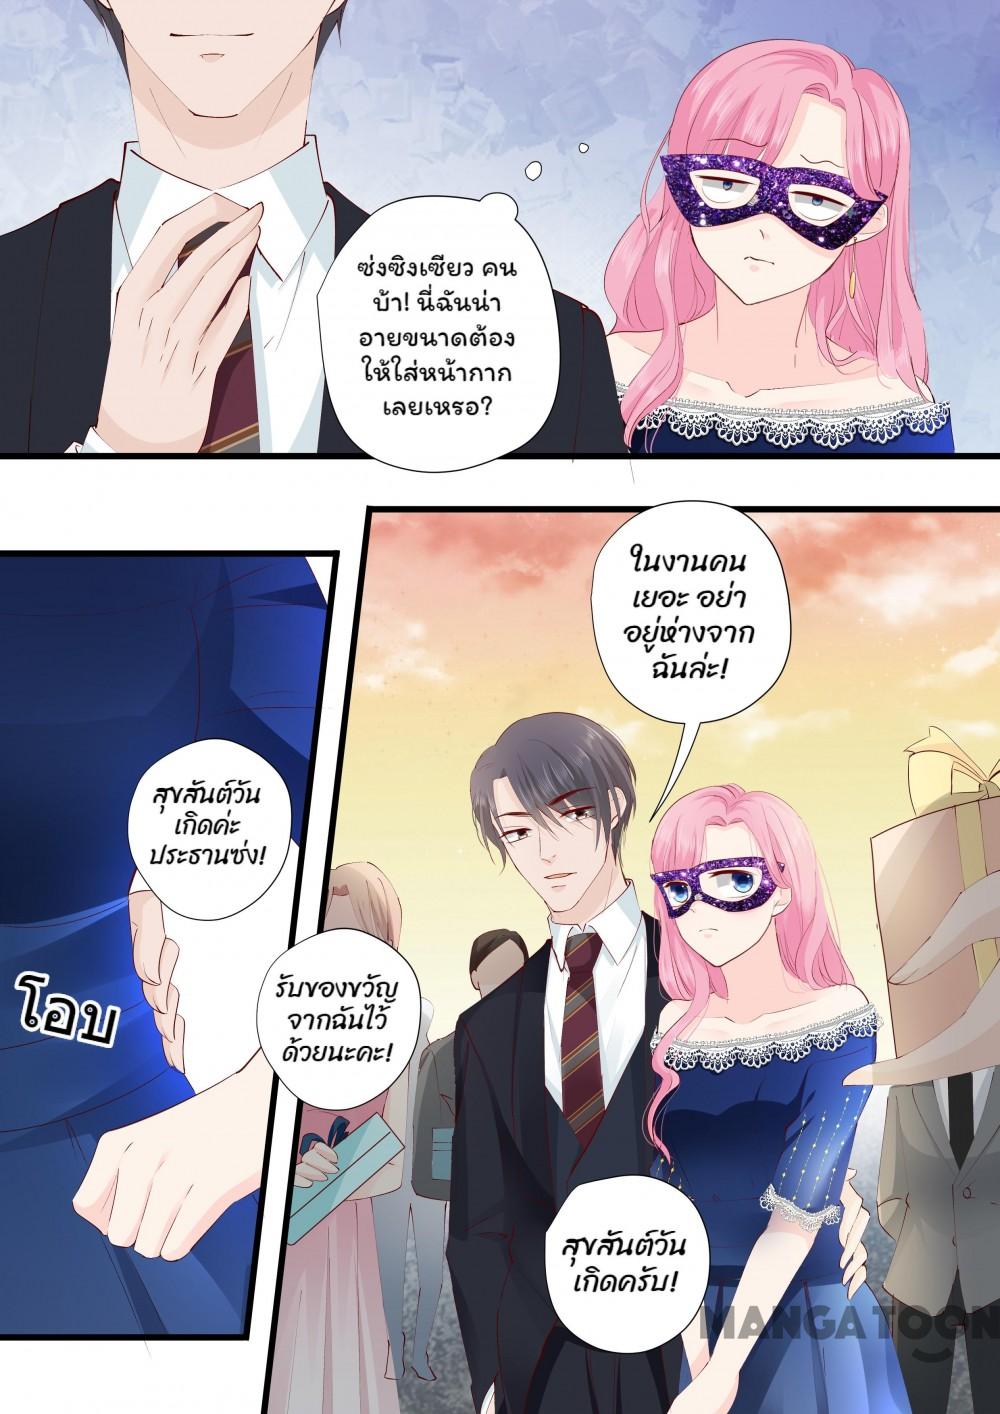 ซ่งซิงเซียว คน
บ้า! นี่ฉันน่า
อายขนาดต้อง
ให้ใส่หน้ากาก
เลยเหรอ?
ในงานคน
เยอะ อย่า
อยู่ห่างจาก
ฉันล่ะ!
สุขสันต์วัน
เกิดค่ะ
ประธานซ่ง!
โอบ
รับของขวัญ
จากฉันไว้
ด้วยนะคะ!
สุขสันต์วัน
เกิดครับ!
MANGATOON